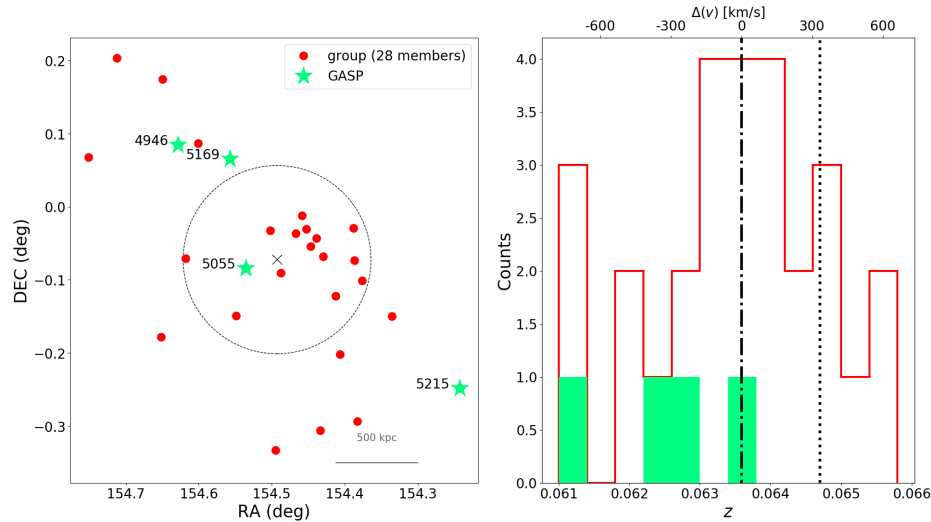 group (28 members)
GASP
4946
5169
5055
5215
500 kpc
0.2
0.1
0.0
−0.1
−0.2
−0.3
DEC (deg)
154.7 154.6 154.5 154.4 154.3
RA (deg)
Δ(v) [km/s]
-600 -300 0 300 600
4.0
3.5
3.0
2.5
2.0
1.5
1.0
0.5
0.0
Counts
0.061 0.062 0.063 0.064 0.065 0.066
z